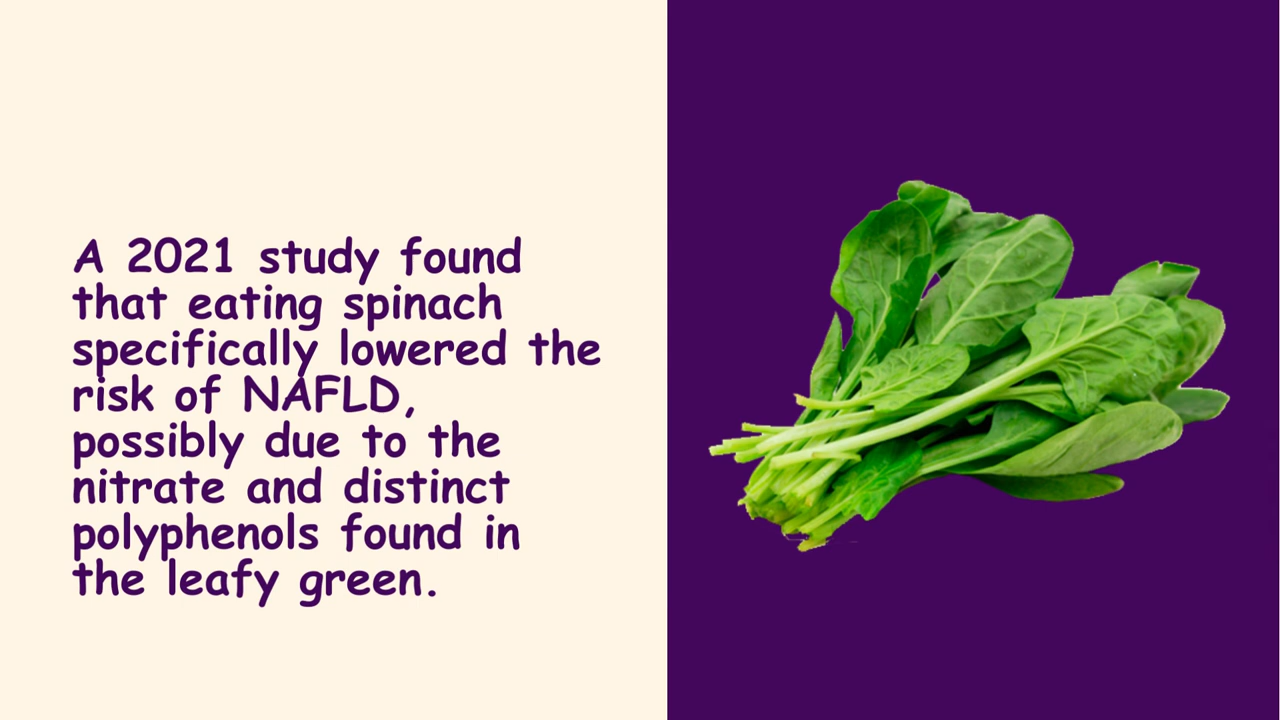 A 2021 study found
that eating spinach
specifically lowered the
risk of NAFLD,
possibly due to the
nitrate and distinct
polyphenols found in
the leafy green.